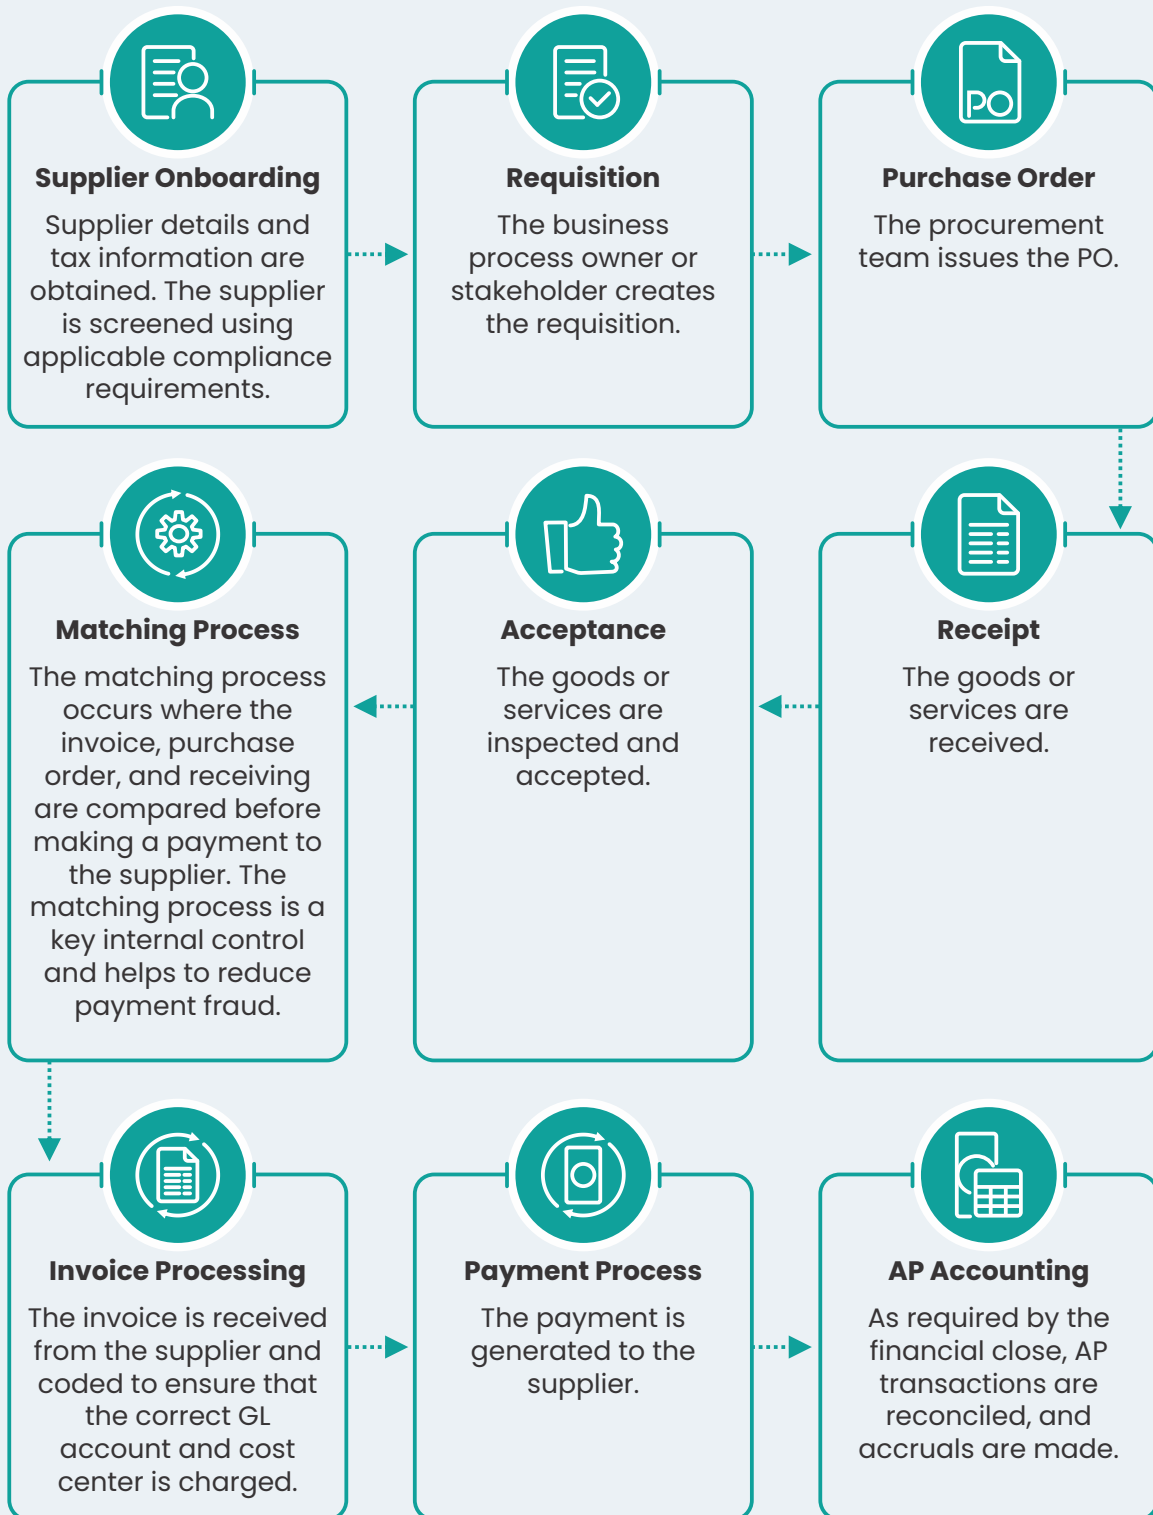 Supplier Onboarding
Supplier details and
tax information are
obtained. The supplier
is screened using
applicable compliance
requirements.
Requisition
The business
process owner or
stakeholder creates
the requisition.
PO
Purchase Order
The procurement
team issues the PO.
Receipt
The goods or
services are
received.
Acceptance
The goods or
services are
inspected and
accepted.
Matching Process
The matching process
occurs where the
invoice, purchase
order, and receiving
are compared before
making a payment to
the supplier. The
matching process is a
key internal control
and helps to reduce
payment fraud.
Invoice Processing
The invoice is received
from the supplier and
coded to ensure that
the correct GL
account and cost
center is charged.
Payment Process
The payment is
generated to the
supplier.
AP Accounting
As required by the
financial close, AP
transactions are
reconciled, and
accruals are made.